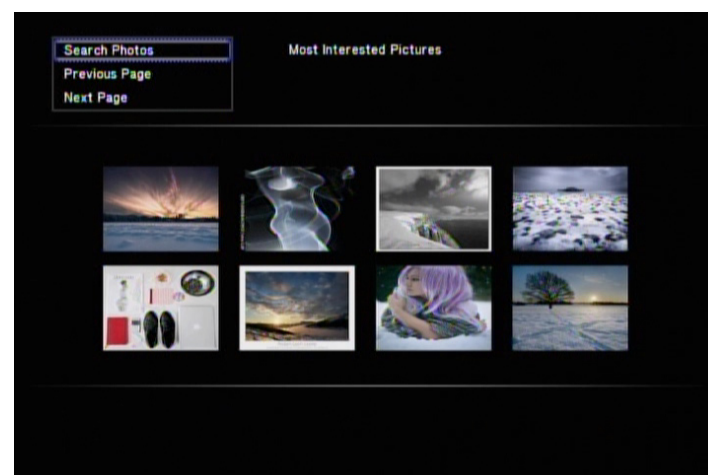 Search Photos
Most Interested Pictures
Previous Page
Next Page